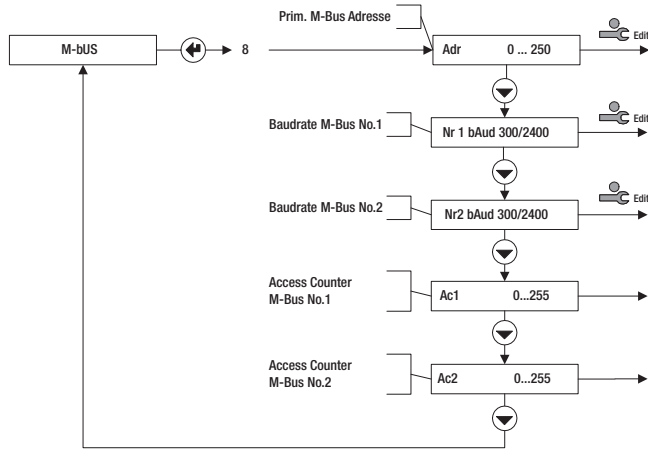 Prim. M-Bus Adresse
M-bUS
8
Adr 0 ... 250
Edit
Baudrate M-Bus No.1
Nr 1 bAud 300/2400
Edit
Baudrate M-Bus No.2
Nr2 bAud 300/2400
Edit
Access Counter
M-Bus No.1
Ac1 0...255
Access Counter
M-Bus No.2
Ac2 0...255